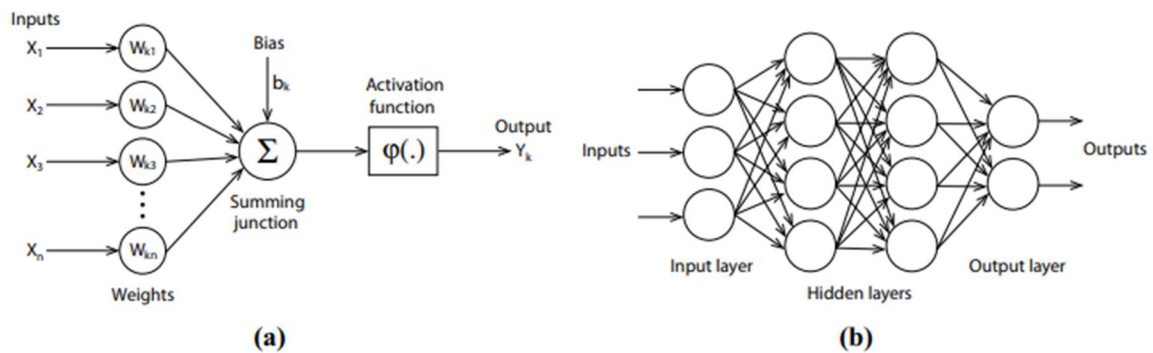 Inputs
X1
Wk1
X2
Wk2
X3
Wk3
Xn
Wkn
Weights
Bias
bk
Σ
Summing
junction
Activation
function
φ(.)
Output
Yk
(a)
Inputs
Input layer
Hidden layers
Output layer
Outputs
(b)